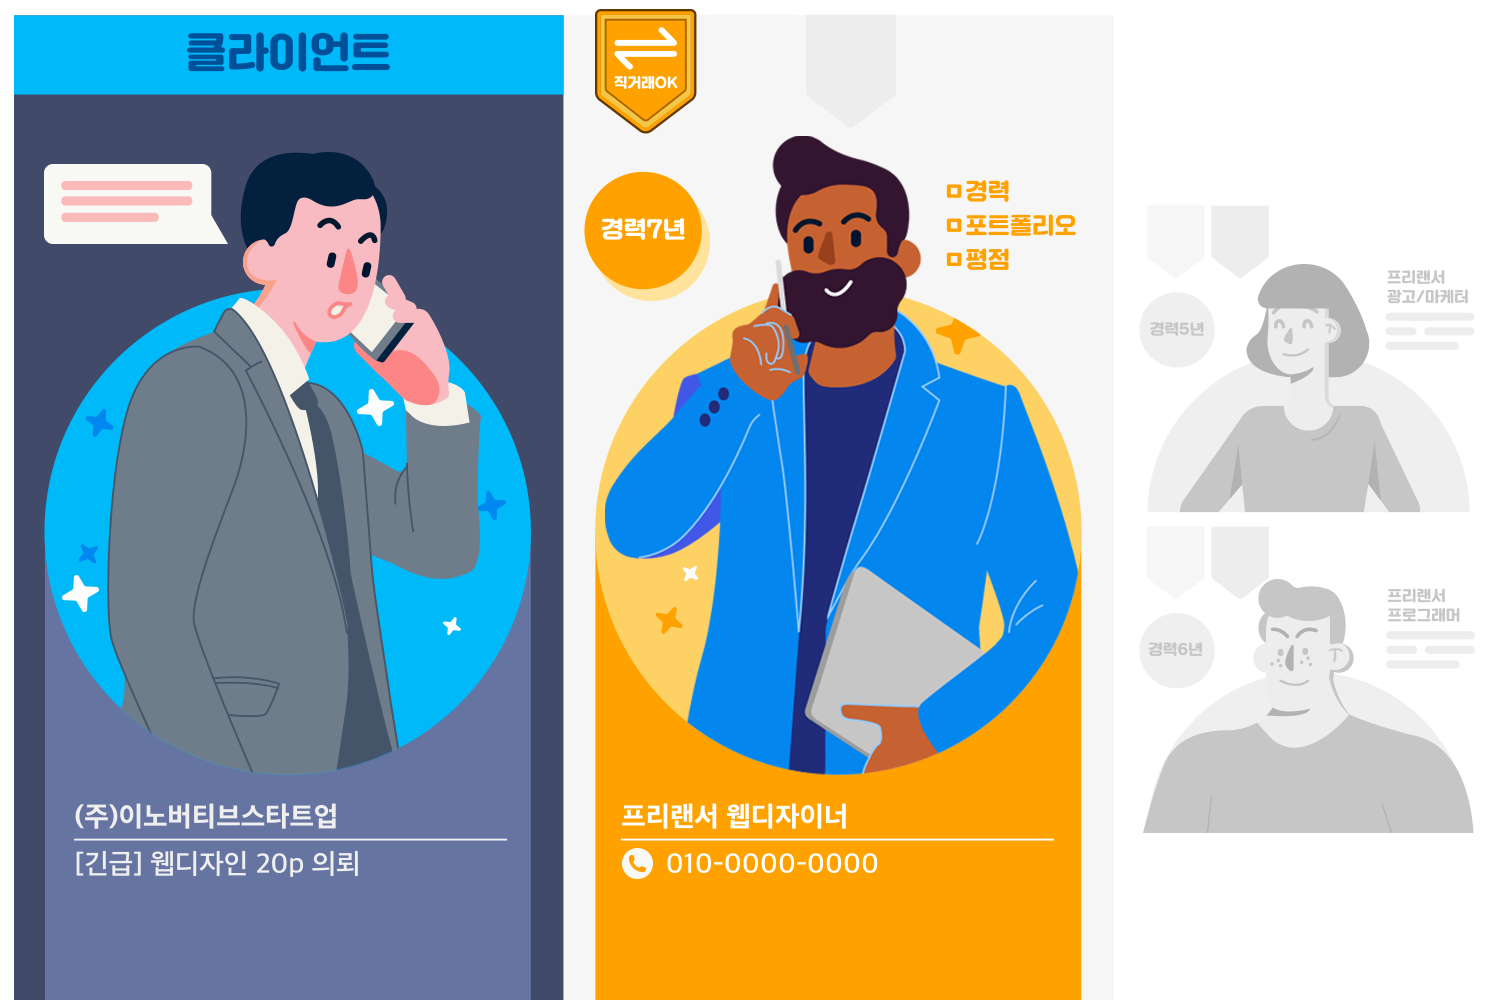 클라이언트
(주)이노버티브스타트업
[긴급] 웹디자인 20p 의뢰
직거래OK
경력7년
경력
포트폴리오
평점
프리랜서 웹디자이너
010-0000-0000
프리랜서
광고/마케터
경력5년
프리랜서
프로그래머
경력6년